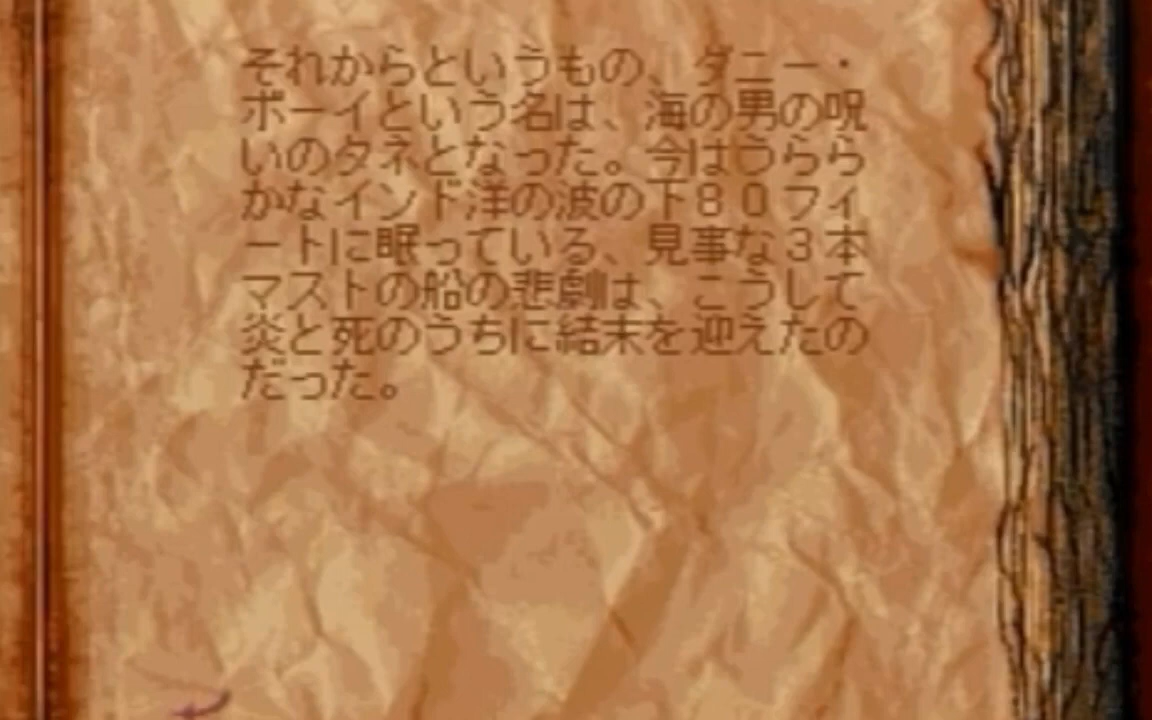 それからというもの、ダニー・
ボーイという名は、海の男の呪
いのタネとなった。今はうらら
かなインド洋の波の下８０フィ
ートに眠っている、見事な３本
マストの船の悲劇は、こうして
炎と死のうちに結末を迎えたの
だった。